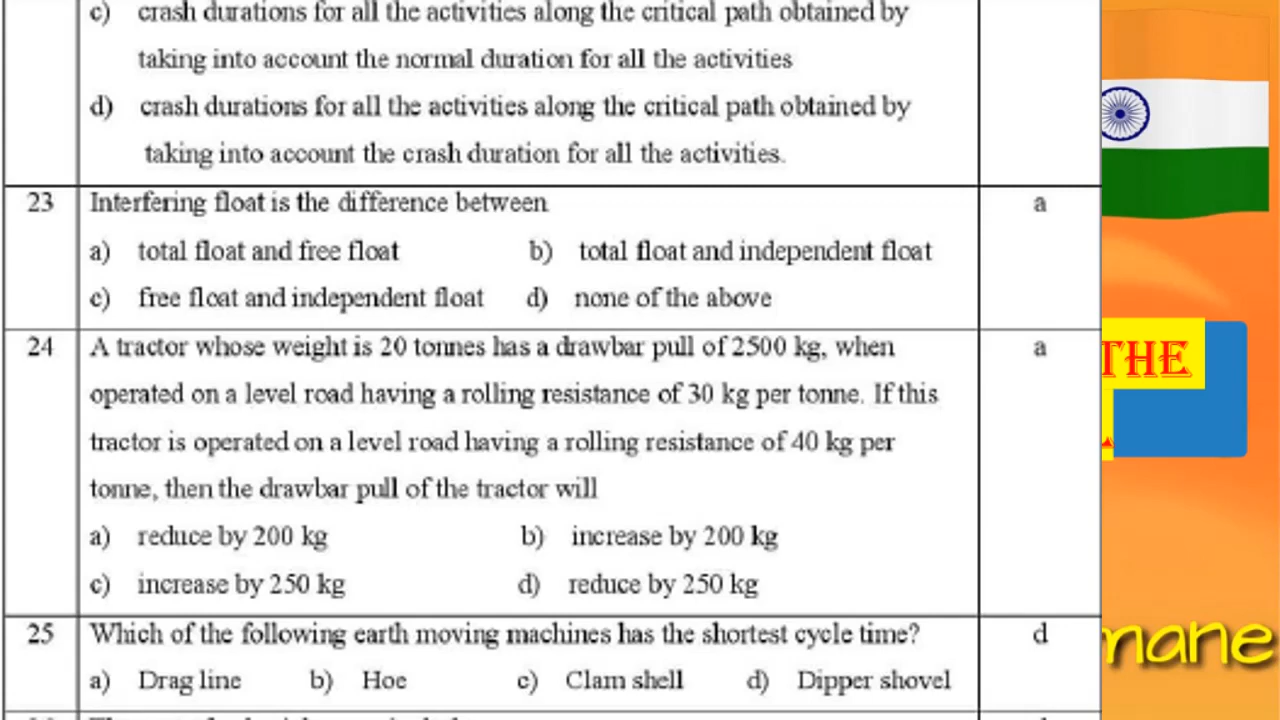 c) crash durations for all the activities along the critical path obtained by
taking into account the normal duration for all the activities
d) crash durations for all the activities along the critical path obtained by
taking into account the crash duration for all the activities.
23 Interfering float is the difference between a
a) total float and free float b) total float and independent float
c) free float and independent float d) none of the above
24 A tractor whose weight is 20 tonnes has a drawbar pull of 2500 kg, when a
operated on a level road having a rolling resistance of 30 kg per tonne. If this
tractor is operated on a level road having a rolling resistance of 40 kg per
tonne, then the drawbar pull of the tractor will
a) reduce by 200 kg b) increase by 200 kg
c) increase by 250 kg d) reduce by 250 kg
25 Which of the following earth moving machines has the shortest cycle time? d
a) Drag line b) Hoe c) Clam shell d) Dipper shovel
THE
mane